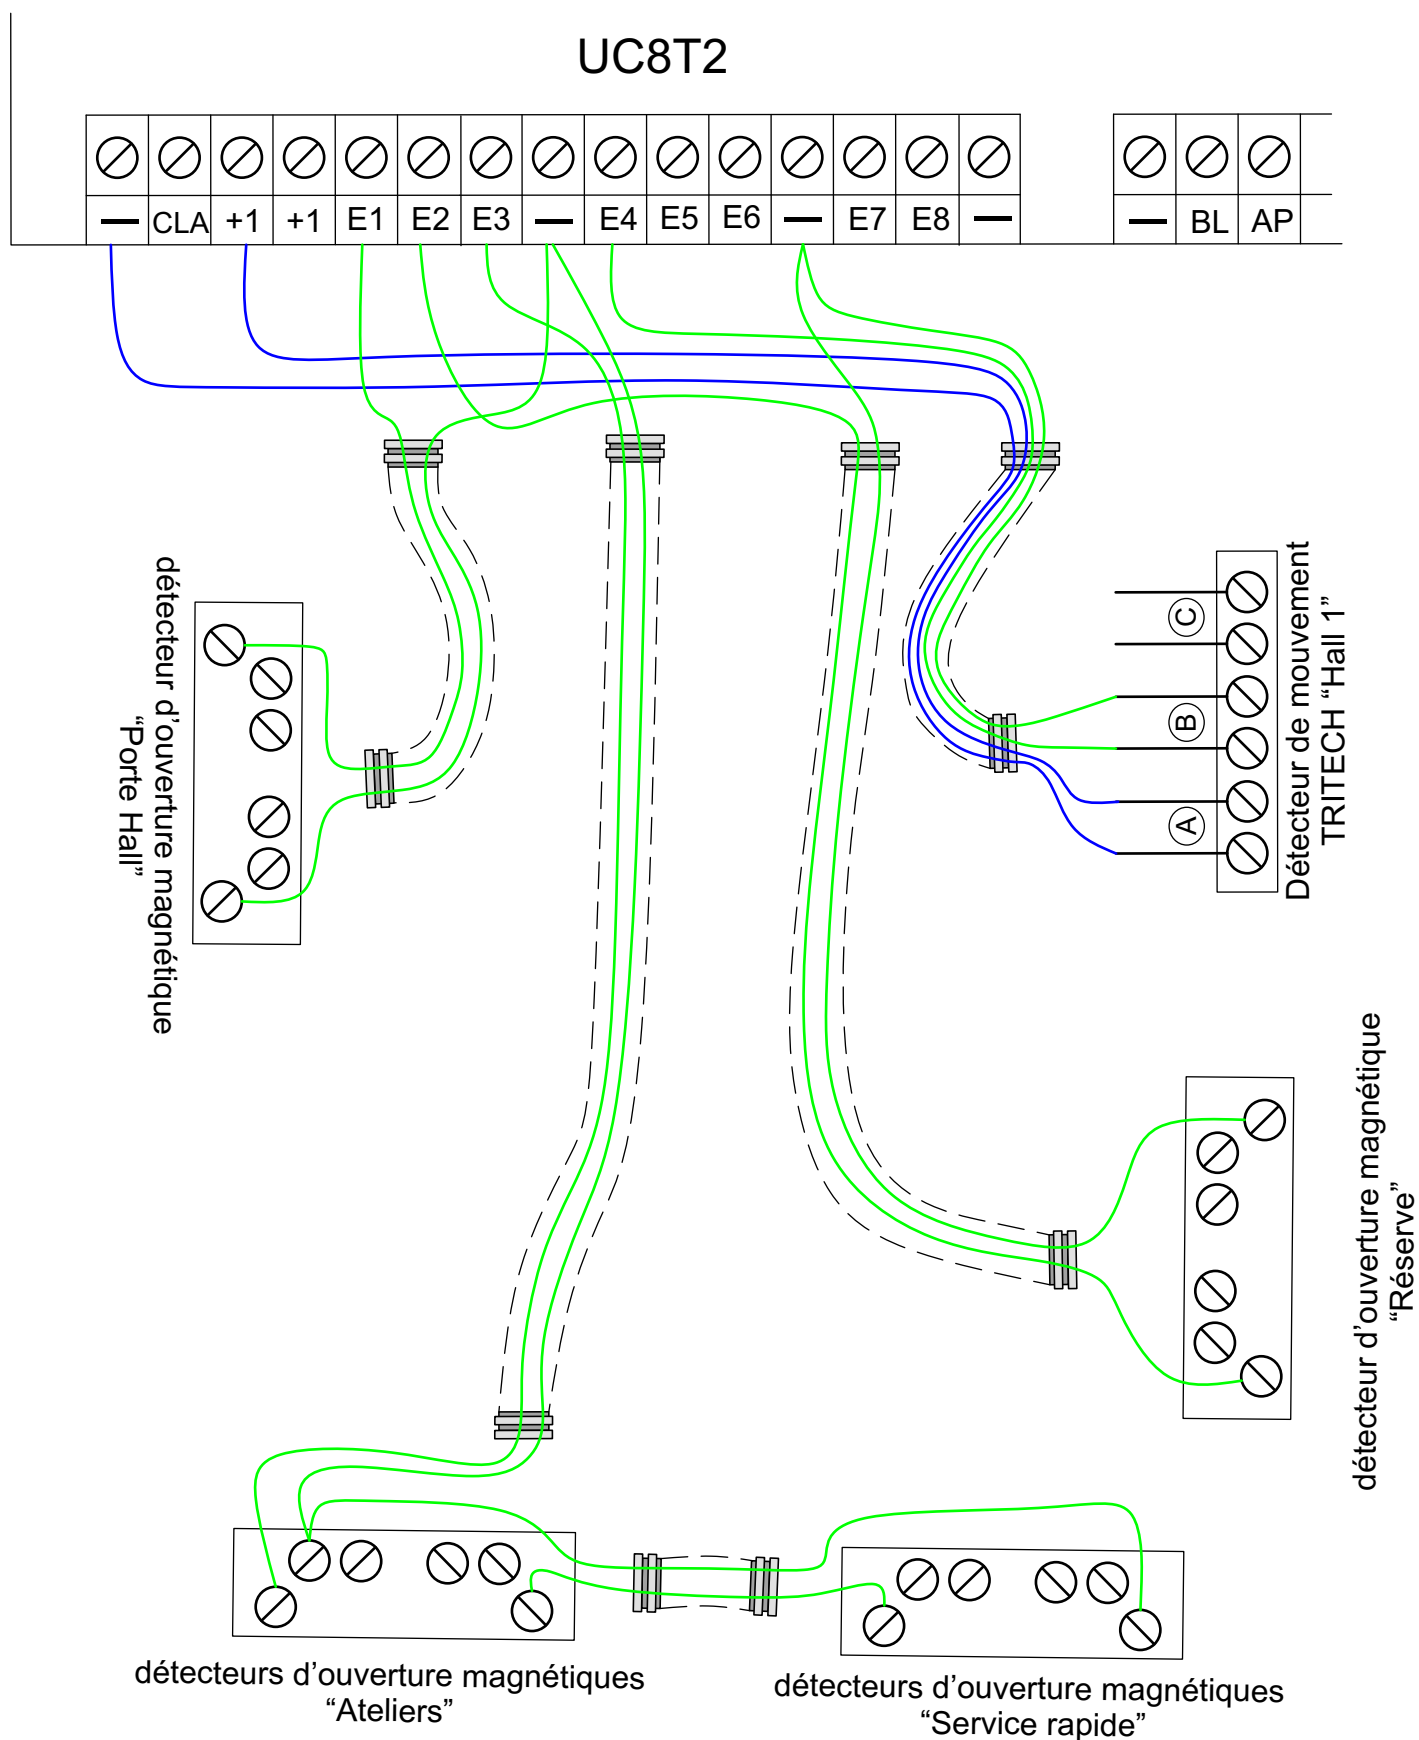 UC8T2
— CLA +1 +1 E1 E2 E3 — E4 E5 E6 — E7 E8 — — BL AP
détecteur d’ouverture magnétique
“Porte Hall”
C
B
A
Détecteur de mouvement
TRITECH “Hall 1”
détecteur d’ouverture magnétique
“Réserve”
détecteurs d’ouverture magnétiques
“Ateliers”
détecteurs d’ouverture magnétiques
“Service rapide”